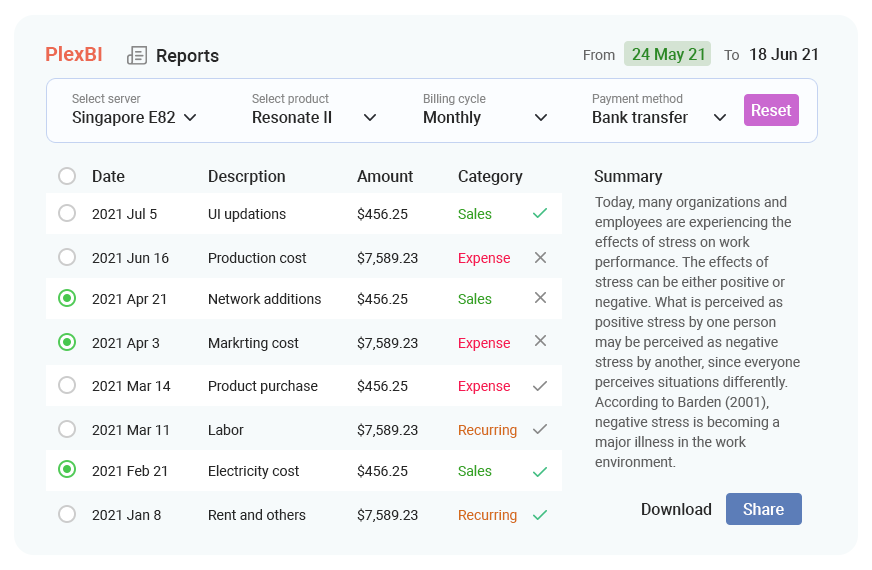 PlexBI Reports From 24 May 21 To 18 Jun 21
Select server Select product Billing cycle Payment method
Singapore E82 Resonate II Monthly Bank transfer Reset
Date Descrption Amount Category
2021 Jul 5 UI updations $456.25 Sales
2021 Jun 16 Production cost $7,589.23 Expense
2021 Apr 21 Network additions $456.25 Sales
2021 Apr 3 Markrting cost $7,589.23 Expense
2021 Mar 14 Product purchase $456.25 Expense
2021 Mar 11 Labor $7,589.23 Recurring
2021 Feb 21 Electricity cost $456.25 Sales
2021 Jan 8 Rent and others $7,589.23 Recurring
Summary
Today, many organizations and
employees are experiencing the
effects of stress on work
performance. The effects of
stress can be either positive or
negative. What is perceived as
positive stress by one person
may be perceived as negative
stress by another, since everyone
perceives situations differently.
According to Barden (2001),
negative stress is becoming a
major illness in the work
environment.
Download Share